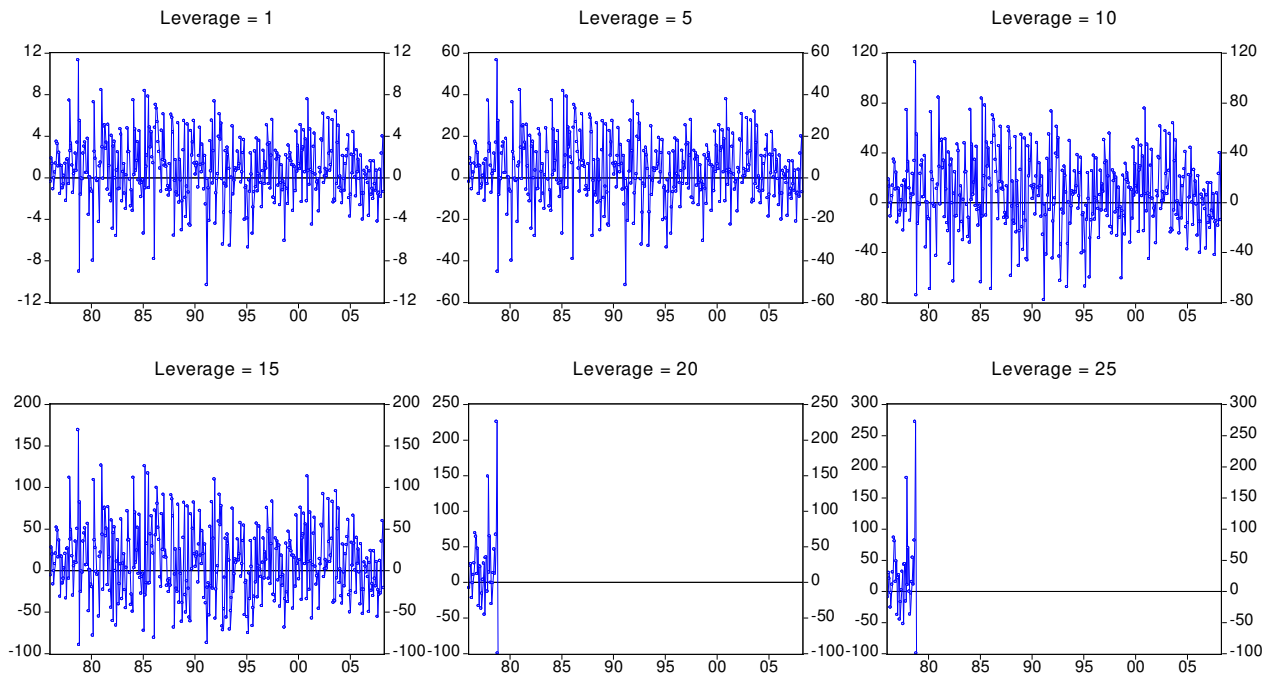 Leverage = 1
Leverage = 5
Leverage = 10
12 12 60 60 120 120
8 8 40 40 80 80
4 4 20 20 40 40
0 0 0 0 0 0
-4 -4 -20 -20 -40 -40
-8 -8 -40 -40
-12 -12 -60 -60 -80 -80
80 85 90 95 00 05 80 85 90 95 00 05 80 85 90 95 00 05
Leverage = 15
Leverage = 20
Leverage = 25
200 200 250 250 300 300
150 150 200 200 250 250
100 100 150 150 200 200
50 50 100 100 150 150
0 0 50 50 100 100
-50 -50 0 0 50 50
-100 -100 -50 -50 0 0
-100 -100 -50 -50
-100 -100
80 85 90 95 00 05 80 85 90 95 00 05 80 85 90 95 00 05